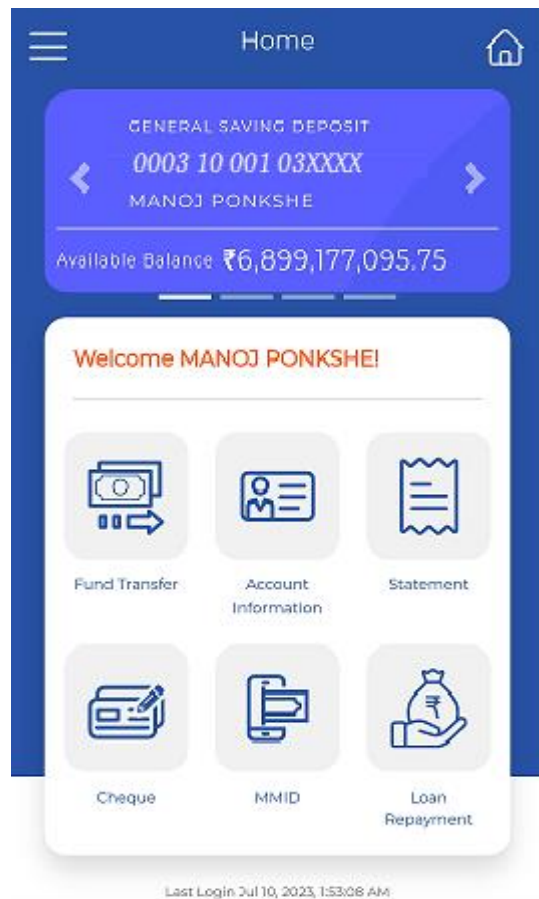 Home
GENERAL SAVING DEPOSIT
0003 10 001 03XXXX
MANOJ PONKSHE
Available Balance ₹6,899,177,095.75
Welcome MANOJ PONKSHE!
Fund Transfer
Account
Information
Statement
Cheque
MMID
Loan
Repayment
Last Login Jul 10, 2023, 1:53:08 AM